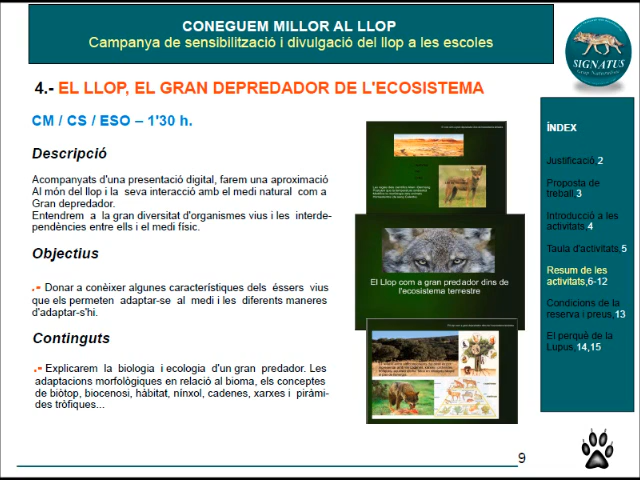 CONEGUEM MILLOR AL LLOP
Campanya de sensibilització i divulgació del llop a les escoles
SIGNATUS
4.- EL LLOP, EL GRAN DEPREDADOR DE L'ECOSISTEMA
CM / CS / ESO – 1'30 h.
Descripció
Acompanyats d'una presentació digital, farem una aproximació
Al món del llop i la seva interacció amb el medi natural com a
Gran depredador.
Entendrem a la gran diversitat d'organismes vius i les interde-
pendències entre ells i el medi físic.
Objectius
.- Donar a conèixer algunes característiques dels éssers vius
que els permeten adaptar-se al medi i les diferents maneres
d'adaptar-s'hi.
Continguts
.- Explicarem la biologia i ecologia d'un gran predador. Les
adaptacions morfològiques en relació al bioma, els conceptes
de biòtop, biocenosi, hàbitat, nínxol, cadenes, xarxes i pirámi-
des tròfiques...
El Llop com a gran predador dins de
l'ecosistema terrestre
ÍNDEX
Justificació,2
Proposta de
treball,3
Introducció a les
activitats,4
Taula d'activitats,5
Resum de les
activitats,6-12
Condicions de la
reserva i preus,13
El perquè de la
Lupus,14,15
9